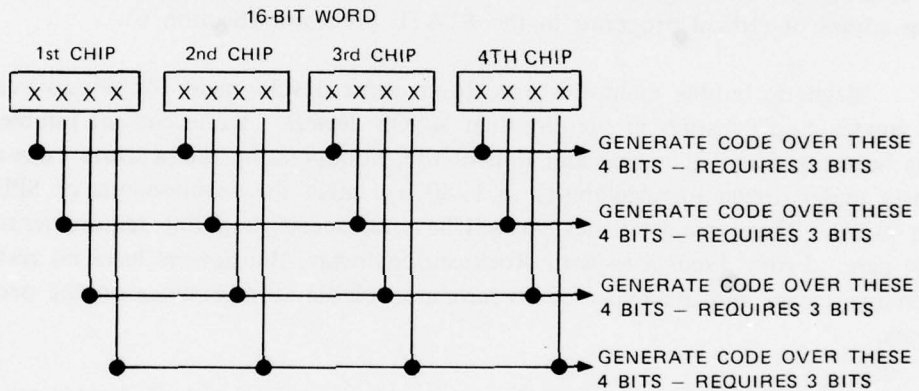 16-BIT WORD
1st CHIP
2nd CHIP
3rd CHIP
4TH CHIP
X X X X
X X X X
X X X X
X X X X
GENERATE CODE OVER THESE
4 BITS – REQUIRES 3 BITS
GENERATE CODE OVER THESE
4 BITS – REQUIRES 3 BITS
GENERATE CODE OVER THESE
4 BITS – REQUIRES 3 BITS
GENERATE CODE OVER THESE
4 BITS – REQUIRES 3 BITS